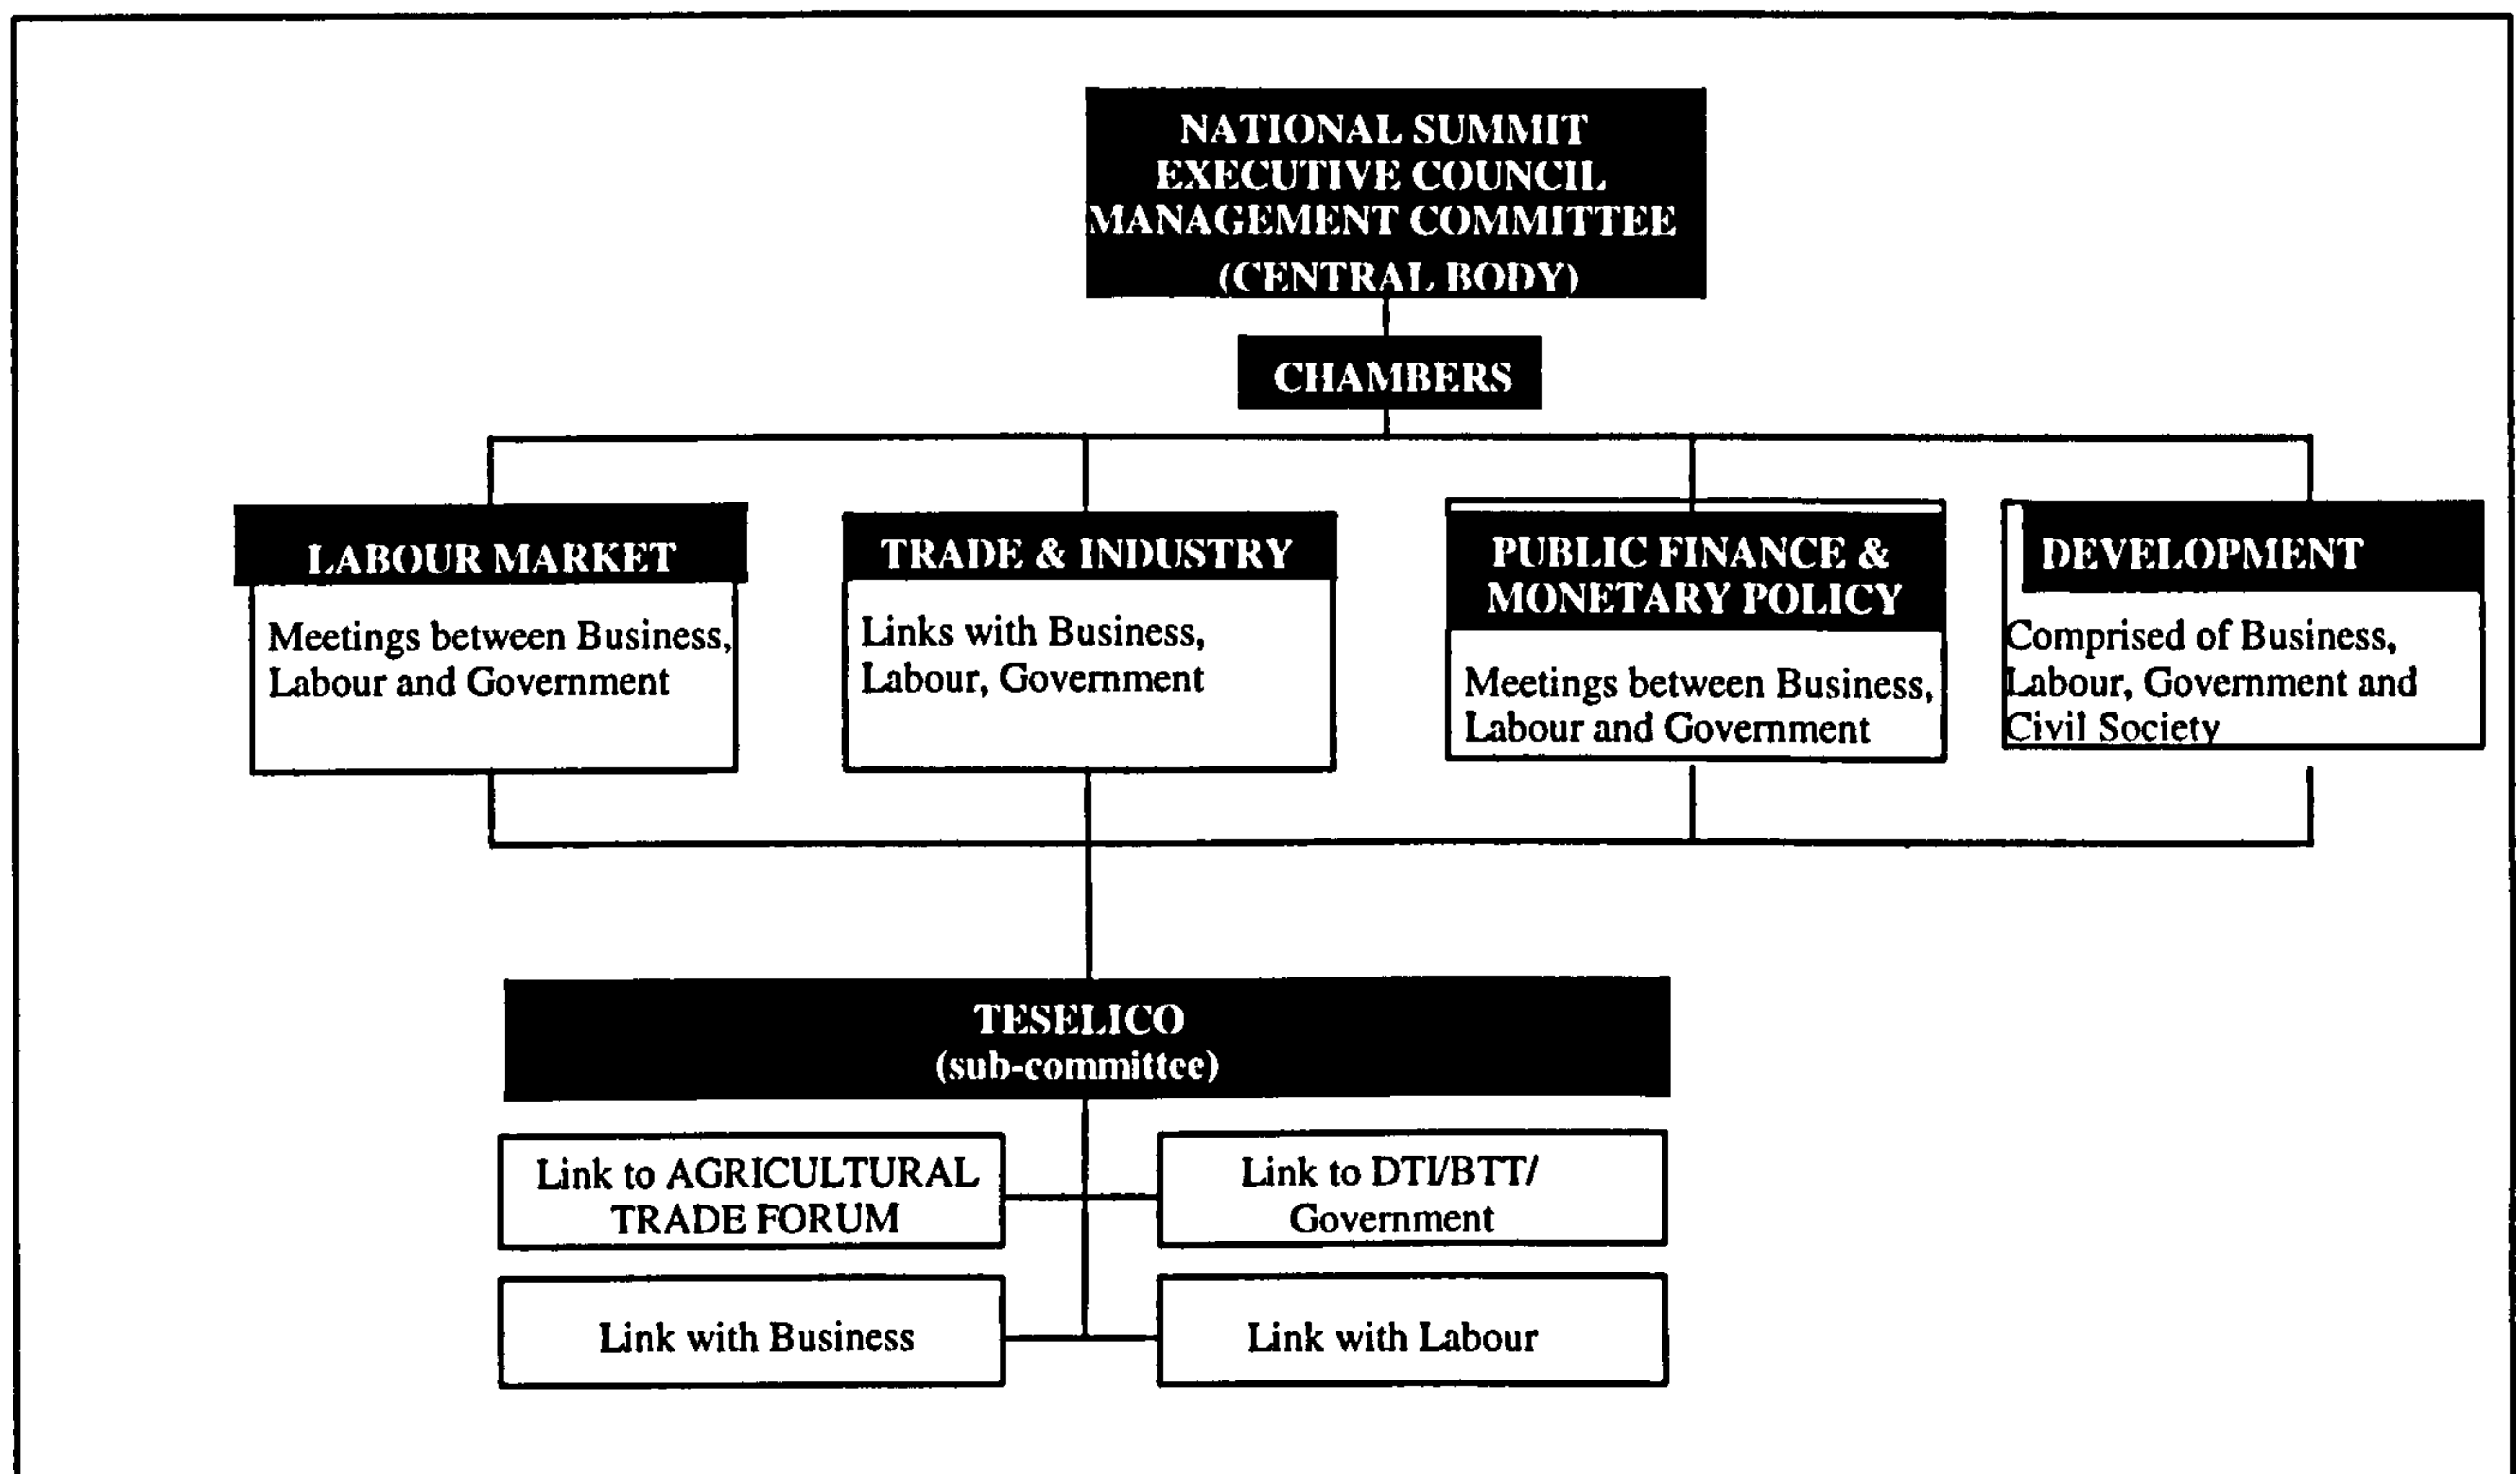 NATIONAL SUMMIT
EXECUTIVE COUNCIL
MANAGEMENT COMMITTEE
(CENTRAL BODY)
CHAMBERS
LABOUR MARKET
Meetings between Business,
Labour and Government
TRADE & INDUSTRY
Links with Business,
Labour, Government
PUBLIC FINANCE &
MONETARY POLICY
Meetings between Business,
Labour and Government
DEVELOPMENT
Comprised of Business,
Labour, Government and
Civil Society
TESELICO
(sub-committee)
Link to AGRICULTURAL
TRADE FORUM
Link to DTI/BTT/
Government
Link with Business
Link with Labour